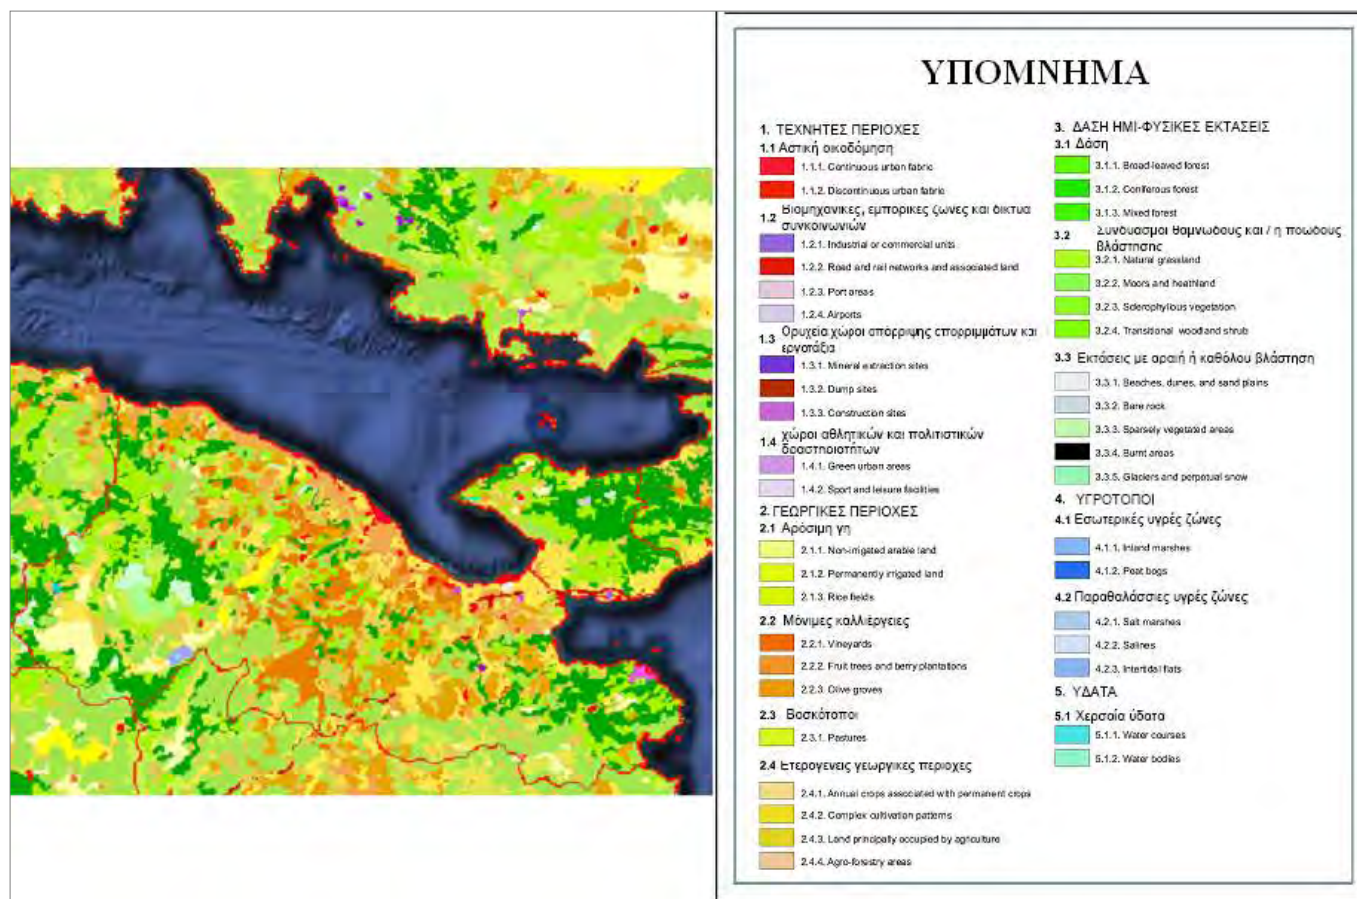 ΥΠΟΜΝΗΜΑ
1. ΤΕΧΝΗΤΕΣ ΠΕΡΙΟΧΕΣ
1.1 Αστική οικοδόμηση
1.1.1. Continuous urban fabric
1.1.2. Discontinuous urban fabric
1.2 Βιομηχανικές, εμπορικές ζώνες και δίκτυα
συγκοινωνιών
1.2.1. Industrial or commercial units
1.2.2. Road and rail networks and associated land
1.2.3. Port areas
1.2.4. Airports
1.3 Ορυχεία χώροι απόρριψης απορριμμάτων και
εργοτάξια
1.3.1. Mineral extraction sites
1.3.2. Dump sites
1.3.3. Construction sites
1.4 χώροι αθλητικών και πολιτιστικών
δραστηριοτήτων
1.4.1. Green urban areas
1.4.2. Sport and leisure facilities
2. ΓΕΩΡΓΙΚΕΣ ΠΕΡΙΟΧΕΣ
2.1 Αρόσιμη γη
2.1.1. Non-irrigated arable land
2.1.2. Permanently irrigated land
2.1.3. Rice fields
2.2 Μόνιμες καλλιέργειες
2.2.1. Vineyards
2.2.2. Fruit trees and berry plantations
2.2.3. Olive groves
2.3 Βοσκότοποι
2.3.1. Pastures
2.4 Ετερογενείς γεωργικές περιοχές
2.4.1. Annual crops associated with permanent crops
2.4.2. Complex cultivation patterns
2.4.3. Land principally occupied by agriculture
2.4.4. Agro-forestry areas
3. ΔΑΣΗ ΗΜΙ-ΦΥΣΙΚΕΣ ΕΚΤΑΣΕΙΣ
3.1 Δάση
3.1.1. Broad-leaved forest
3.1.2. Coniferous forest
3.1.3. Mixed forest
3.2 Συνδυασμοί θαμνώδους και / ή ποώδους
βλάστησης
3.2.1. Natural grassland
3.2.2. Moors and heathland
3.2.3. Sclerophyllous vegetation
3.2.4. Transitional woodland shrub
3.3 Εκτάσεις με αραιή ή καθόλου βλάστηση
3.3.1. Beaches, dunes, and sand plains
3.3.2. Bare rock
3.3.3. Sparsely vegetated areas
3.3.4. Burnt areas
3.3.5. Glaciers and perpetual snow
4. ΥΓΡΟΤΟΠΟΙ
4.1 Εσωτερικές υγρές ζώνες
4.1.1. Inland marshes
4.1.2. Peat bogs
4.2 Παραθαλάσσιες υγρές ζώνες
4.2.1. Salt marshes
4.2.2. Salines
4.2.3. Intertidal flats
5. ΥΔΑΤΑ
5.1 Χερσαία ύδατα
5.1.1. Water courses
5.1.2. Water bodies